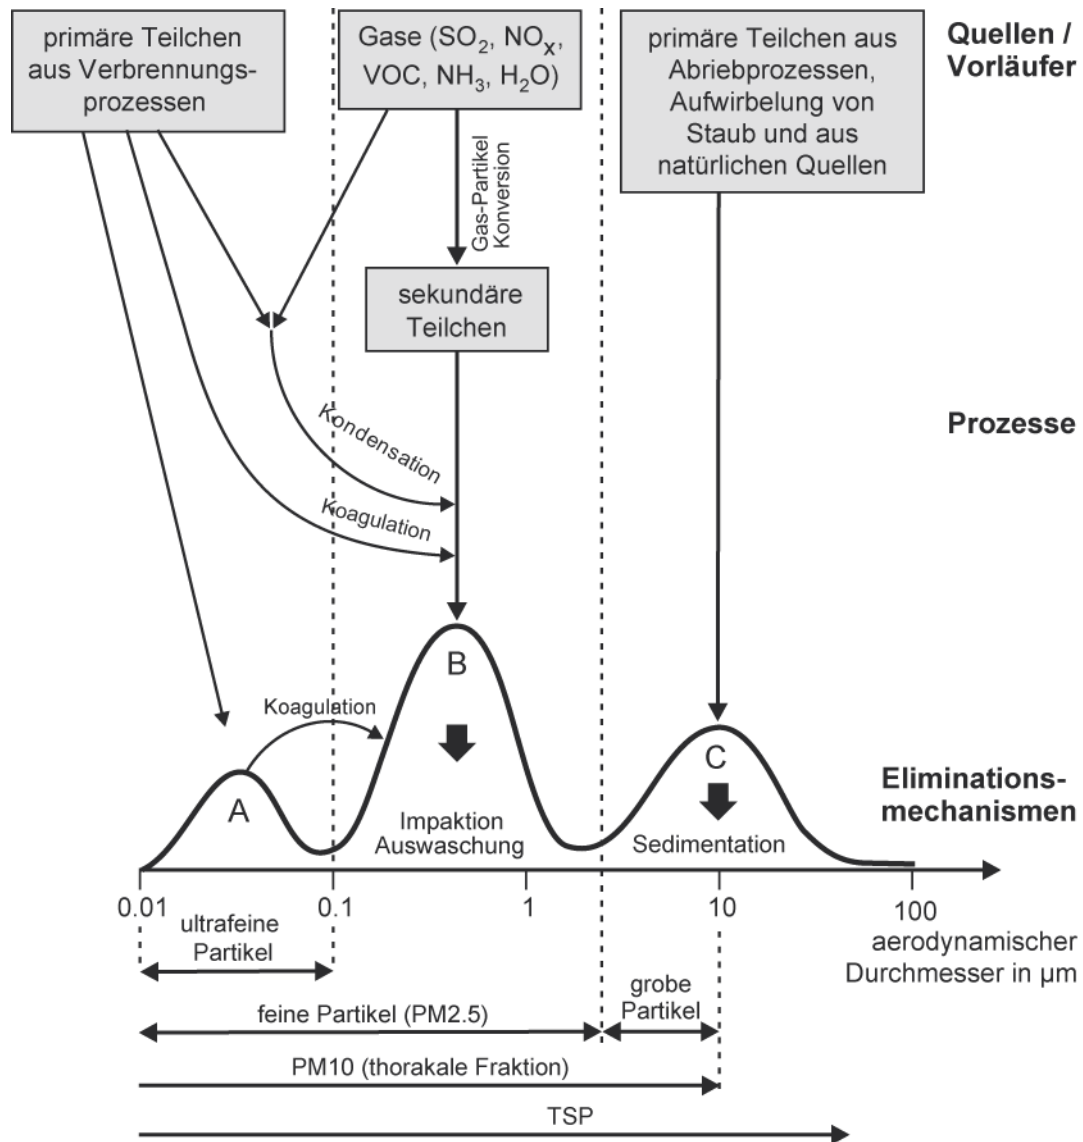 primäre Teilchen
aus Verbrennungs-
prozessen
Gase (SO₂, NOₓ,
VOC, NH₃, H₂O)
primäre Teilchen aus
Abriebprozessen,
Aufwirbelung von
Staub und aus
natürlichen Quellen
Quellen /
Vorläufer
Gas-Partikel
Konversion
sekundäre
Teilchen
Prozesse
Kondensation
Koagulation
Koagulation
A
B
C
Impaktion
Auswaschung
Sedimentation
Eliminations-
mechanismen
0.01
0.1
1
10
100
aerodynamischer
Durchmesser in µm
ultrafeine
Partikel
feine Partikel (PM2.5)
grobe
Partikel
PM10 (thorakale Fraktion)
TSP